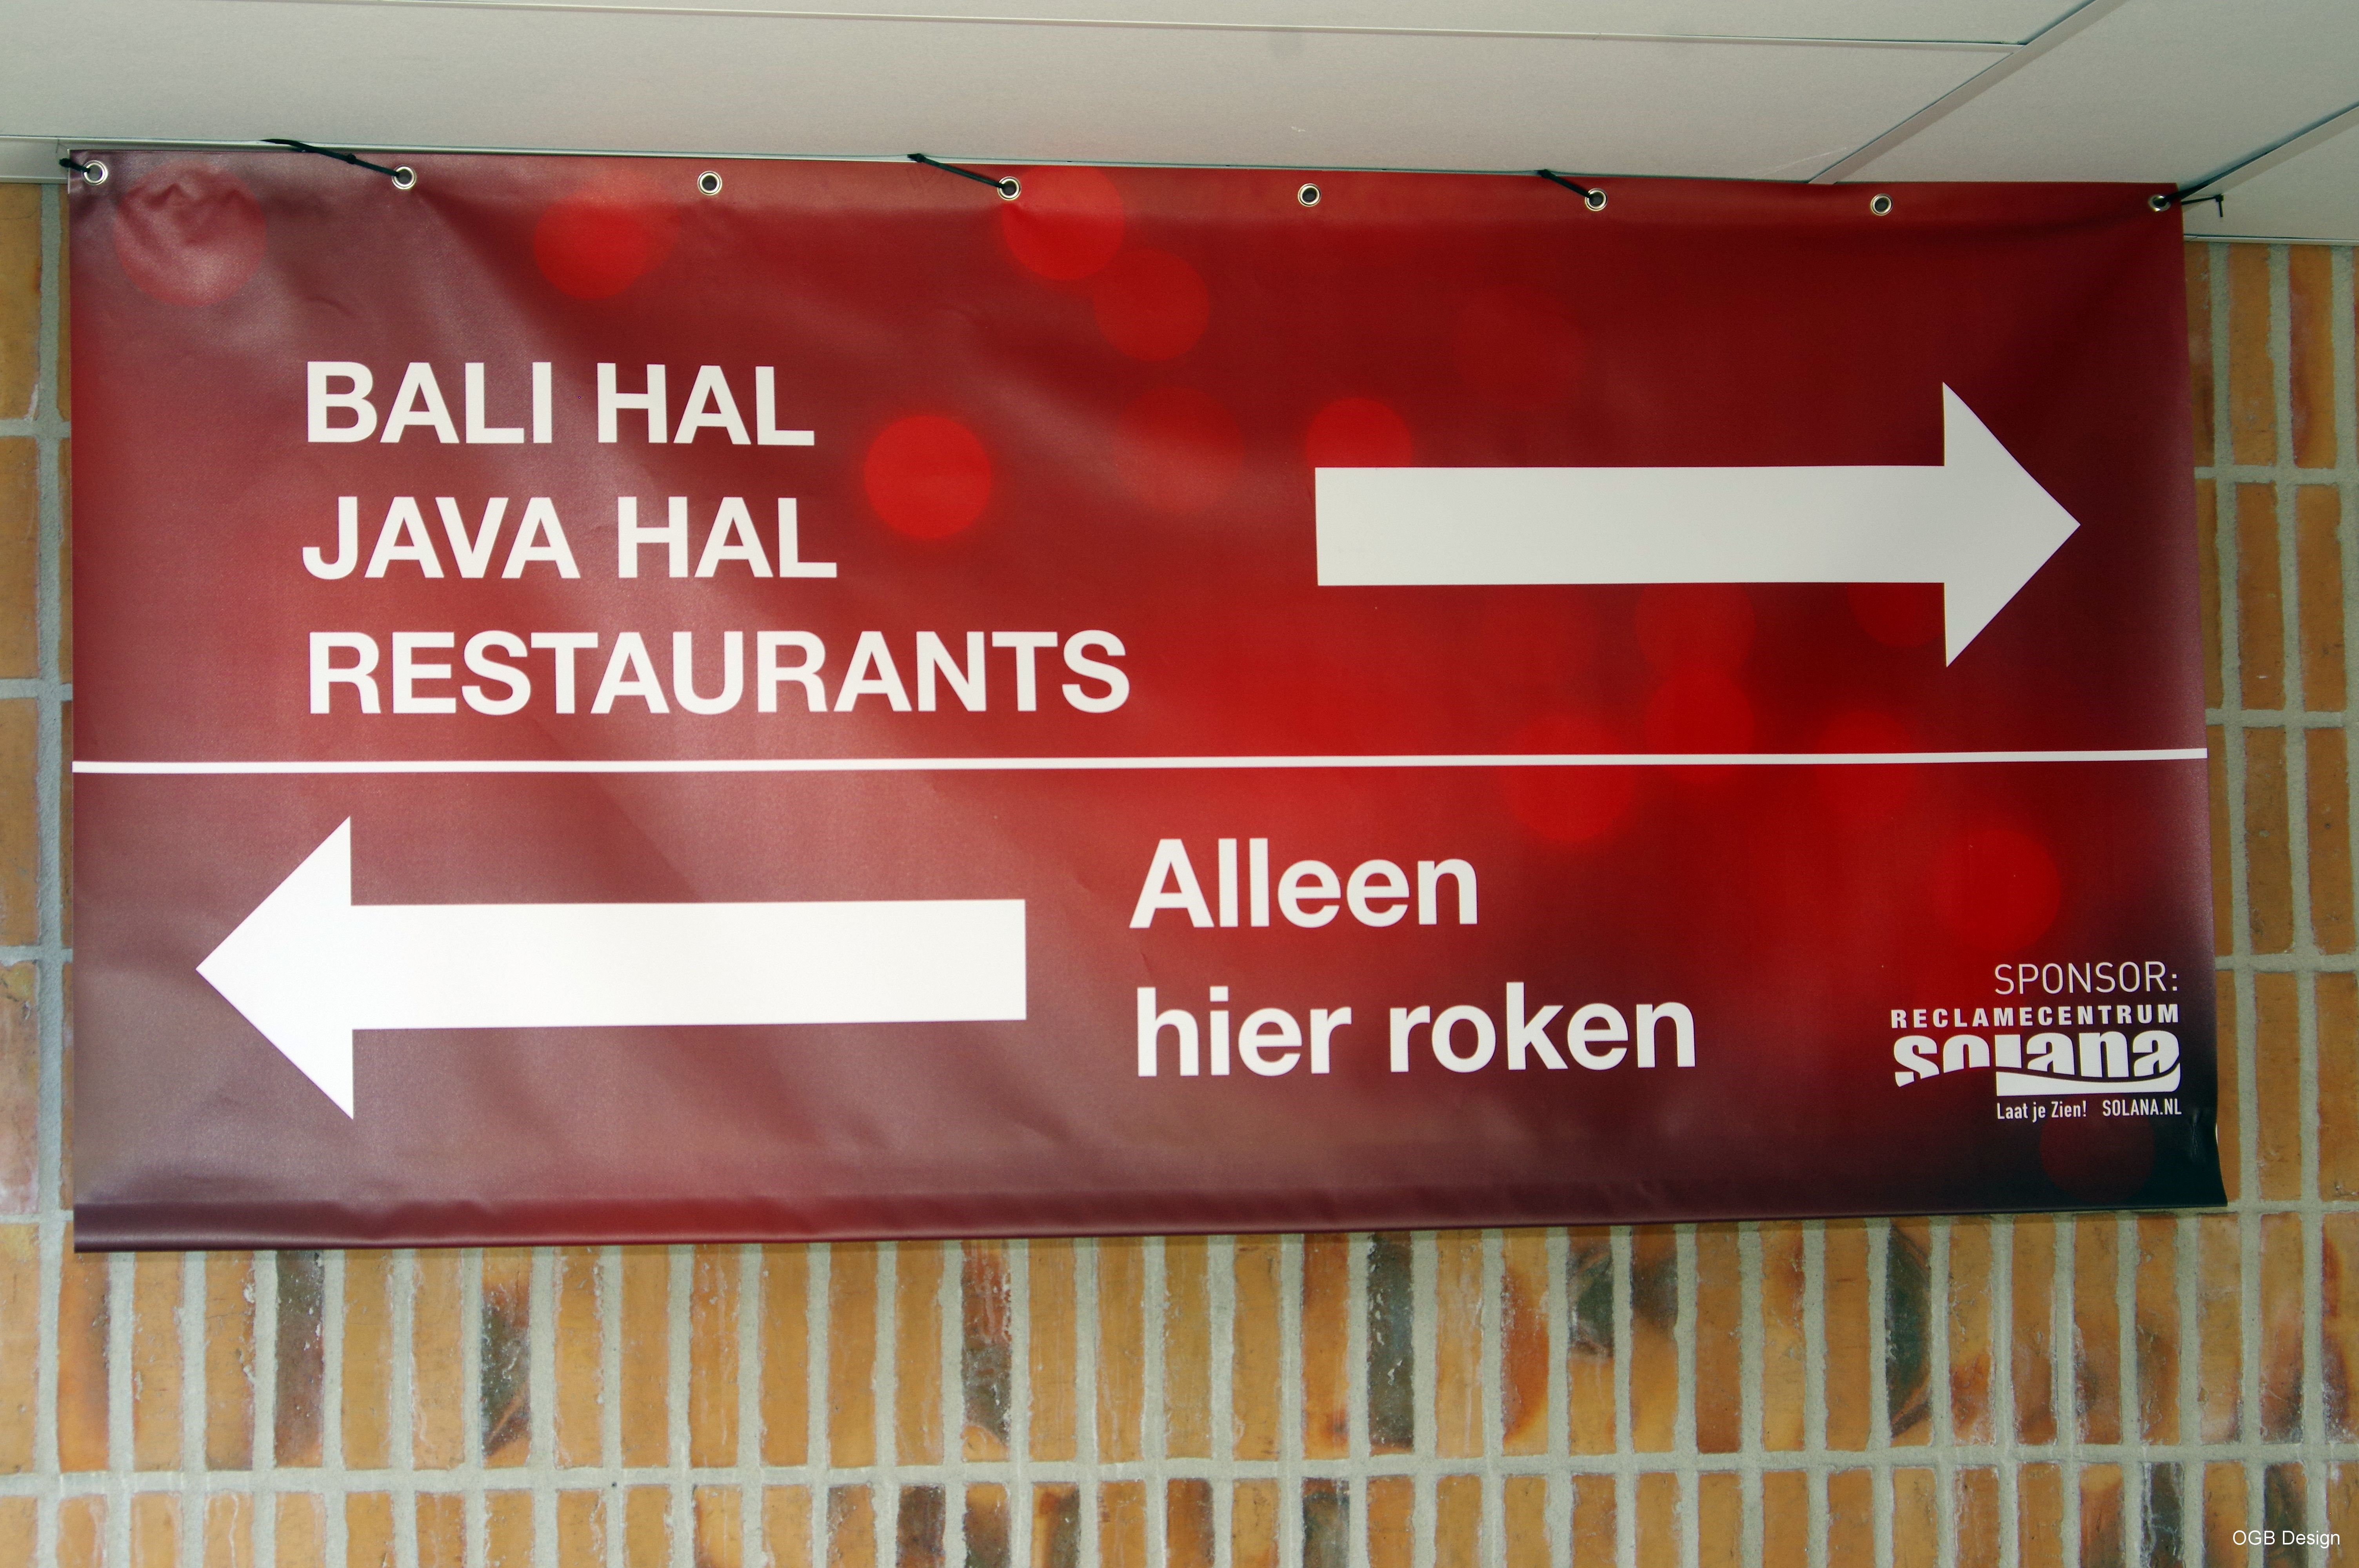 BALI HAL
JAVA HAL
RESTAURANTS
Alleen
hier roken
SPONSOR:
RECLAMECENTRUM
solana
Laat je Zien! SOLANA.NL
OGB Design